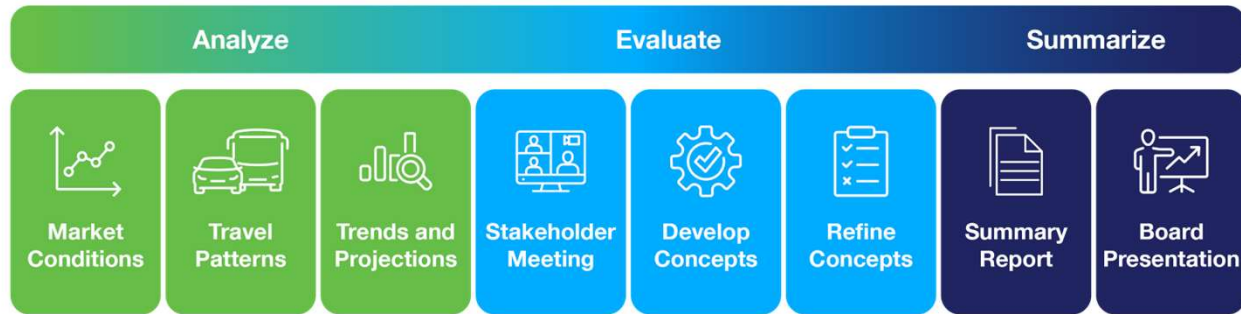 Analyze
Evaluate
Summarize
Market
Conditions
Travel
Patterns
Trends and
Projections
Stakeholder
Meeting
Develop
Concepts
Refine
Concepts
Summary
Report
Board
Presentation